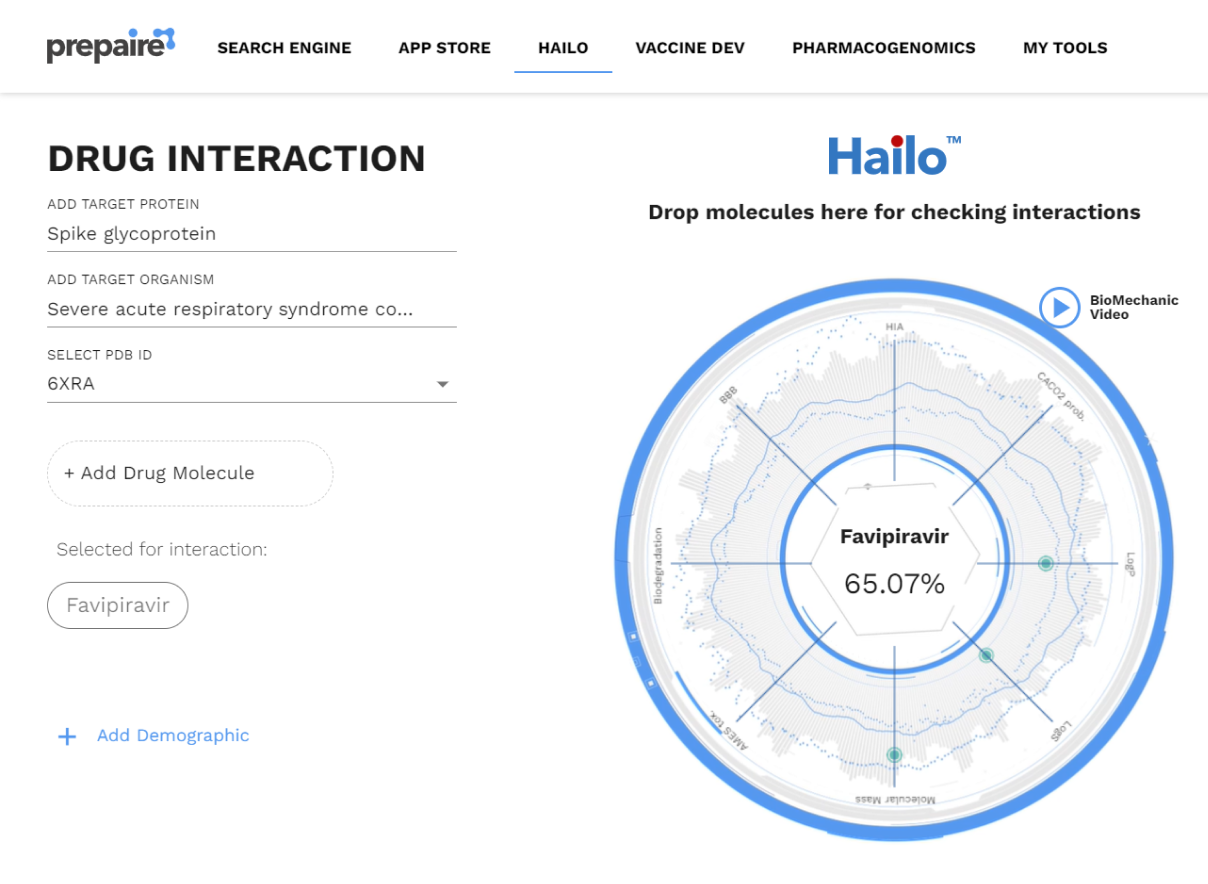 prepaire
SEARCH ENGINE
APP STORE
HAILO
VACCINE DEV
PHARMACOGENOMICS
MY TOOLS
DRUG INTERACTION
ADD TARGET PROTEIN
Spike glycoprotein
ADD TARGET ORGANISM
Severe acute respiratory syndrome co...
SELECT PDB ID
6XRA
+ Add Drug Molecule
Selected for interaction:
Favipiravir
+ Add Demographic
Hailo™
Drop molecules here for checking interactions
BioMechanic
Video
HIA
CACO2 prob.
LogP
LogS
Molecular Mass
AMES tox.
Biodegradation
BBB
Favipiravir
65.07%